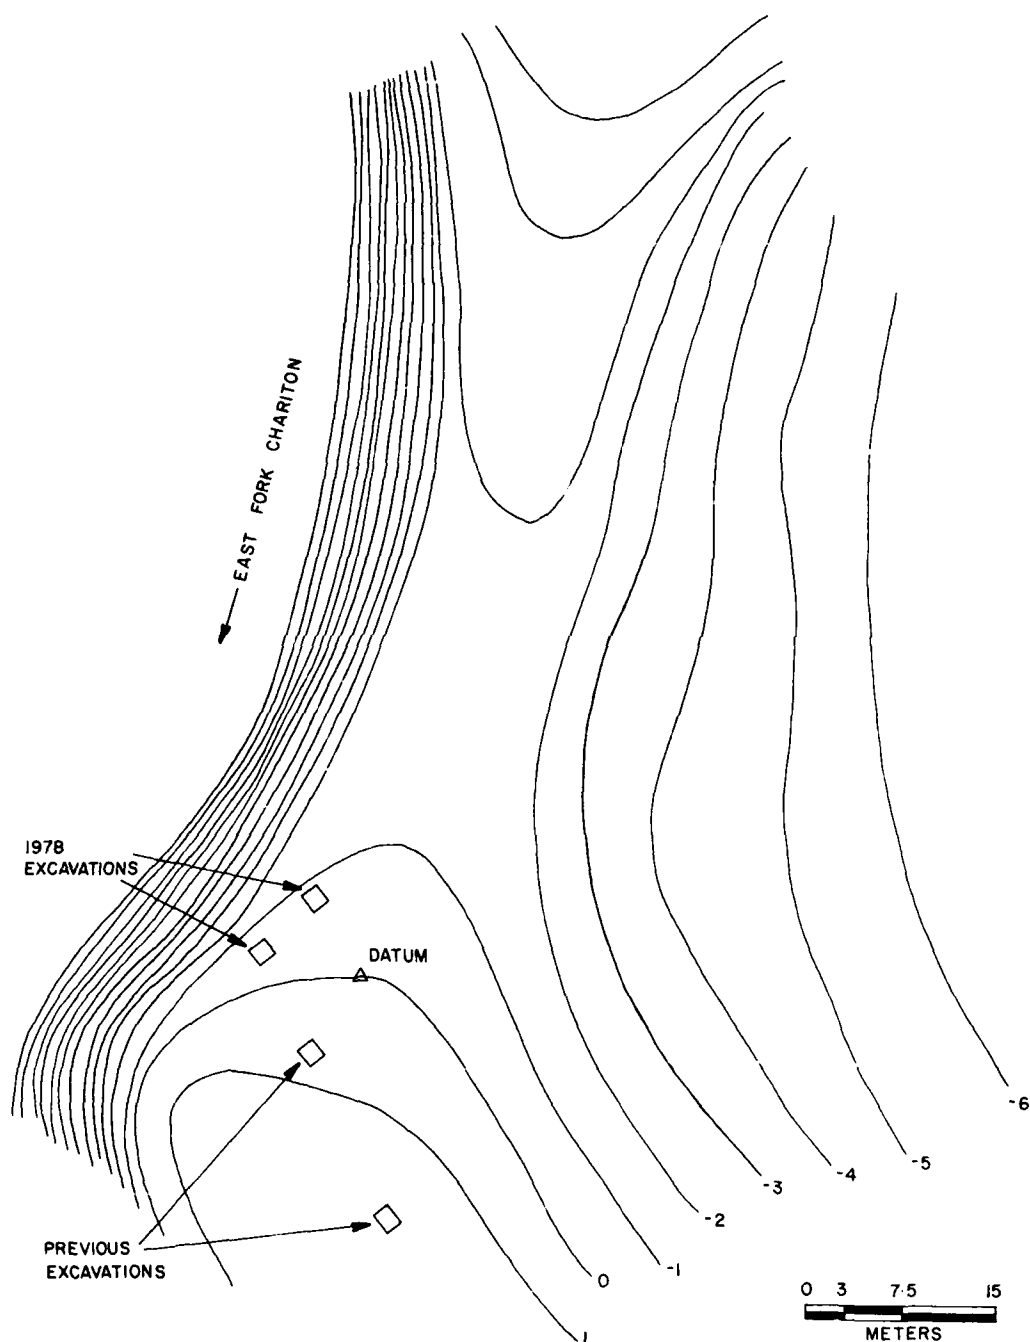 EAST FORK CHARITON
1978
EXCAVATIONS
DATUM
-6
-5
-4
-3
-2
-1
0
1
PREVIOUS
EXCAVATIONS
0 3 7.5 15
METERS